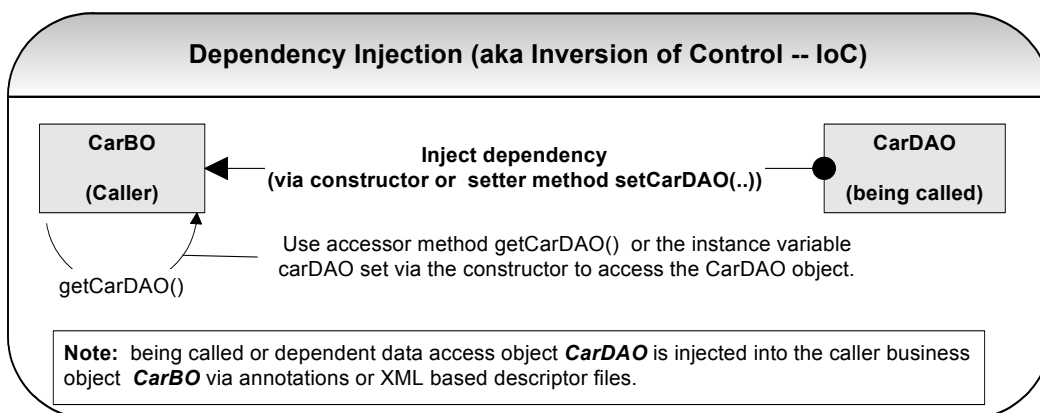 Dependency Injection (aka Inversion of Control -- IoC)
CarBO
(Caller)
Inject dependency
(via constructor or setter method setCarDAO(..))
CarDAO
(being called)
Use accessor method getCarDAO() or the instance variable
carDAO set via the constructor to access the CarDAO object.
getCarDAO()
Note: being called or dependent data access object CarDAO is injected into the caller business
object CarBO via annotations or XML based descriptor files.